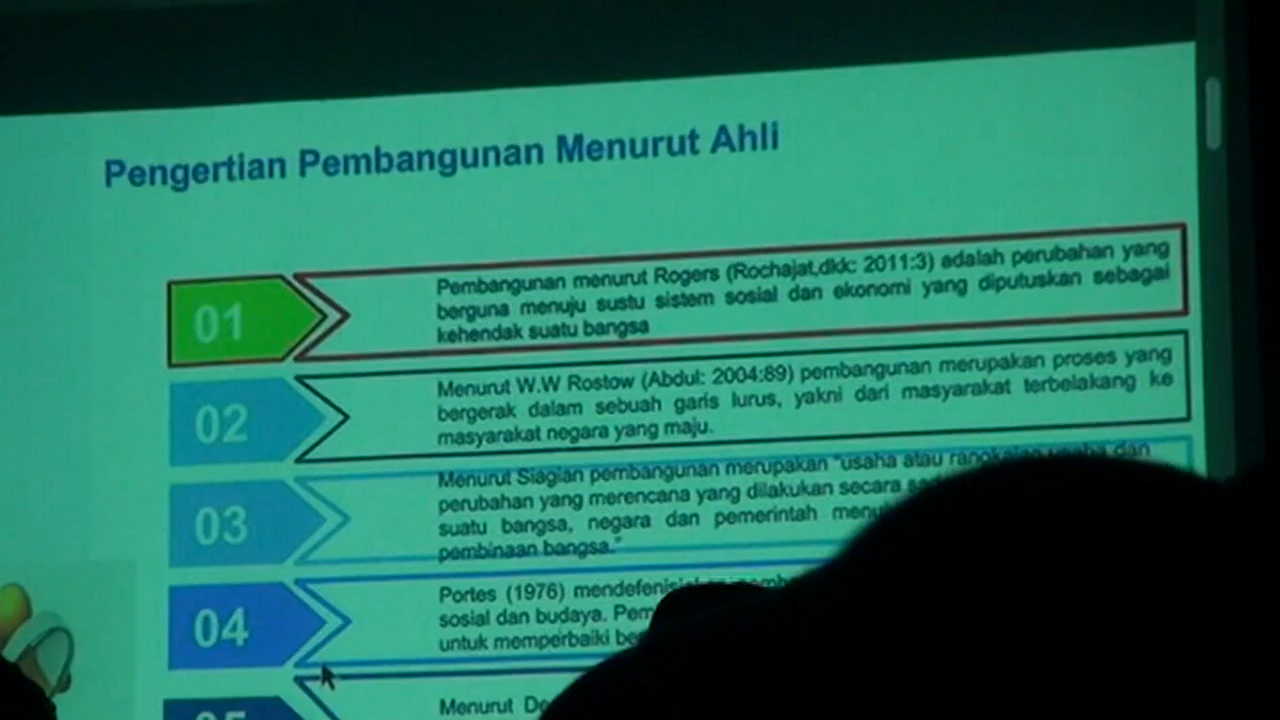 Pengertian Pembangunan Menurut Ahli
01
Pembangunan menurut Rogers (Rochajat,dkk: 2011:3) adalah perubahan yang
berguna menuju sustu sistem sosial dan ekonomi yang diputuskan sebagai
kehendak suatu bangsa
02
Menurut W.W Rostow (Abdul: 2004:89) pembangunan merupakan proses yang
bergerak dalam sebuah garis lurus, yakni dari masyarakat terbelakang ke
masyarakat negara yang maju.
03
Menurut Siagian pembangunan merupakan "usaha atau rangkaian usaha dan
perubahan yang merencana yang dilakukan secara
suatu bangsa, negara dan pemerintah
pembinaan bangsa."
04
Portes (1976)
sosial dan budaya.
untuk memperbaiki
05
Menurut